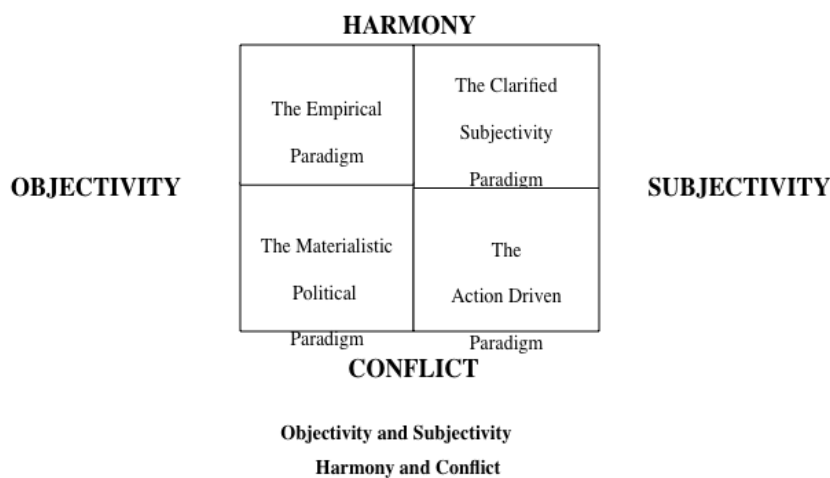 HARMONY
The Empirical
Paradigm
The Clarified
Subjectivity
Paradigm
OBJECTIVITY
SUBJECTIVITY
The Materialistic
Political
Paradigm
The
Action Driven
Paradigm
CONFLICT
Objectivity and Subjectivity
Harmony and Conflict